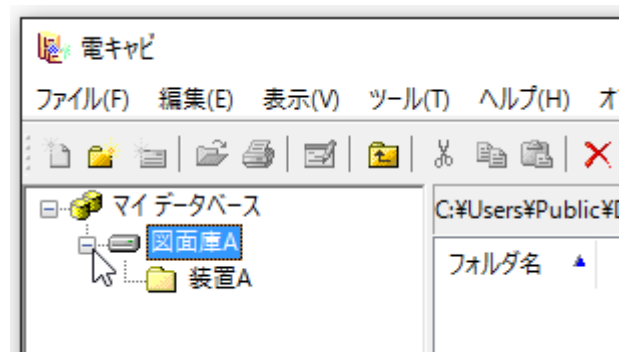 電キャビ
ファイル(F) 編集(E) 表示(V) ツール(T) ヘルプ(H) オ
マイ データベース
図面庫A
装置A
C:¥Users¥Public¥D
フォルダ名